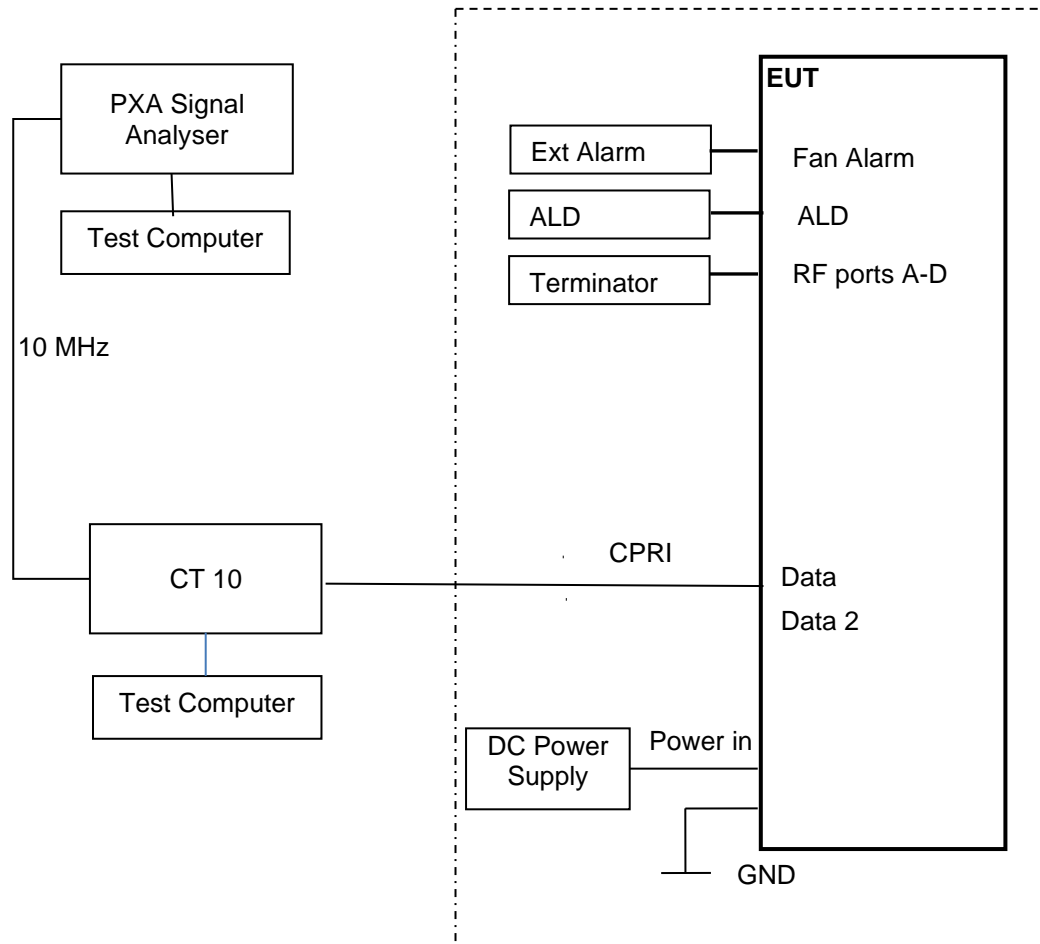 EUT
PXA Signal
Analyser
Ext Alarm
Fan Alarm
ALD
ALD
Test Computer
Terminator
RF ports A-D
10 MHz
CPRI
CT 10
Data
Data 2
Test Computer
DC Power
Supply
Power in
GND